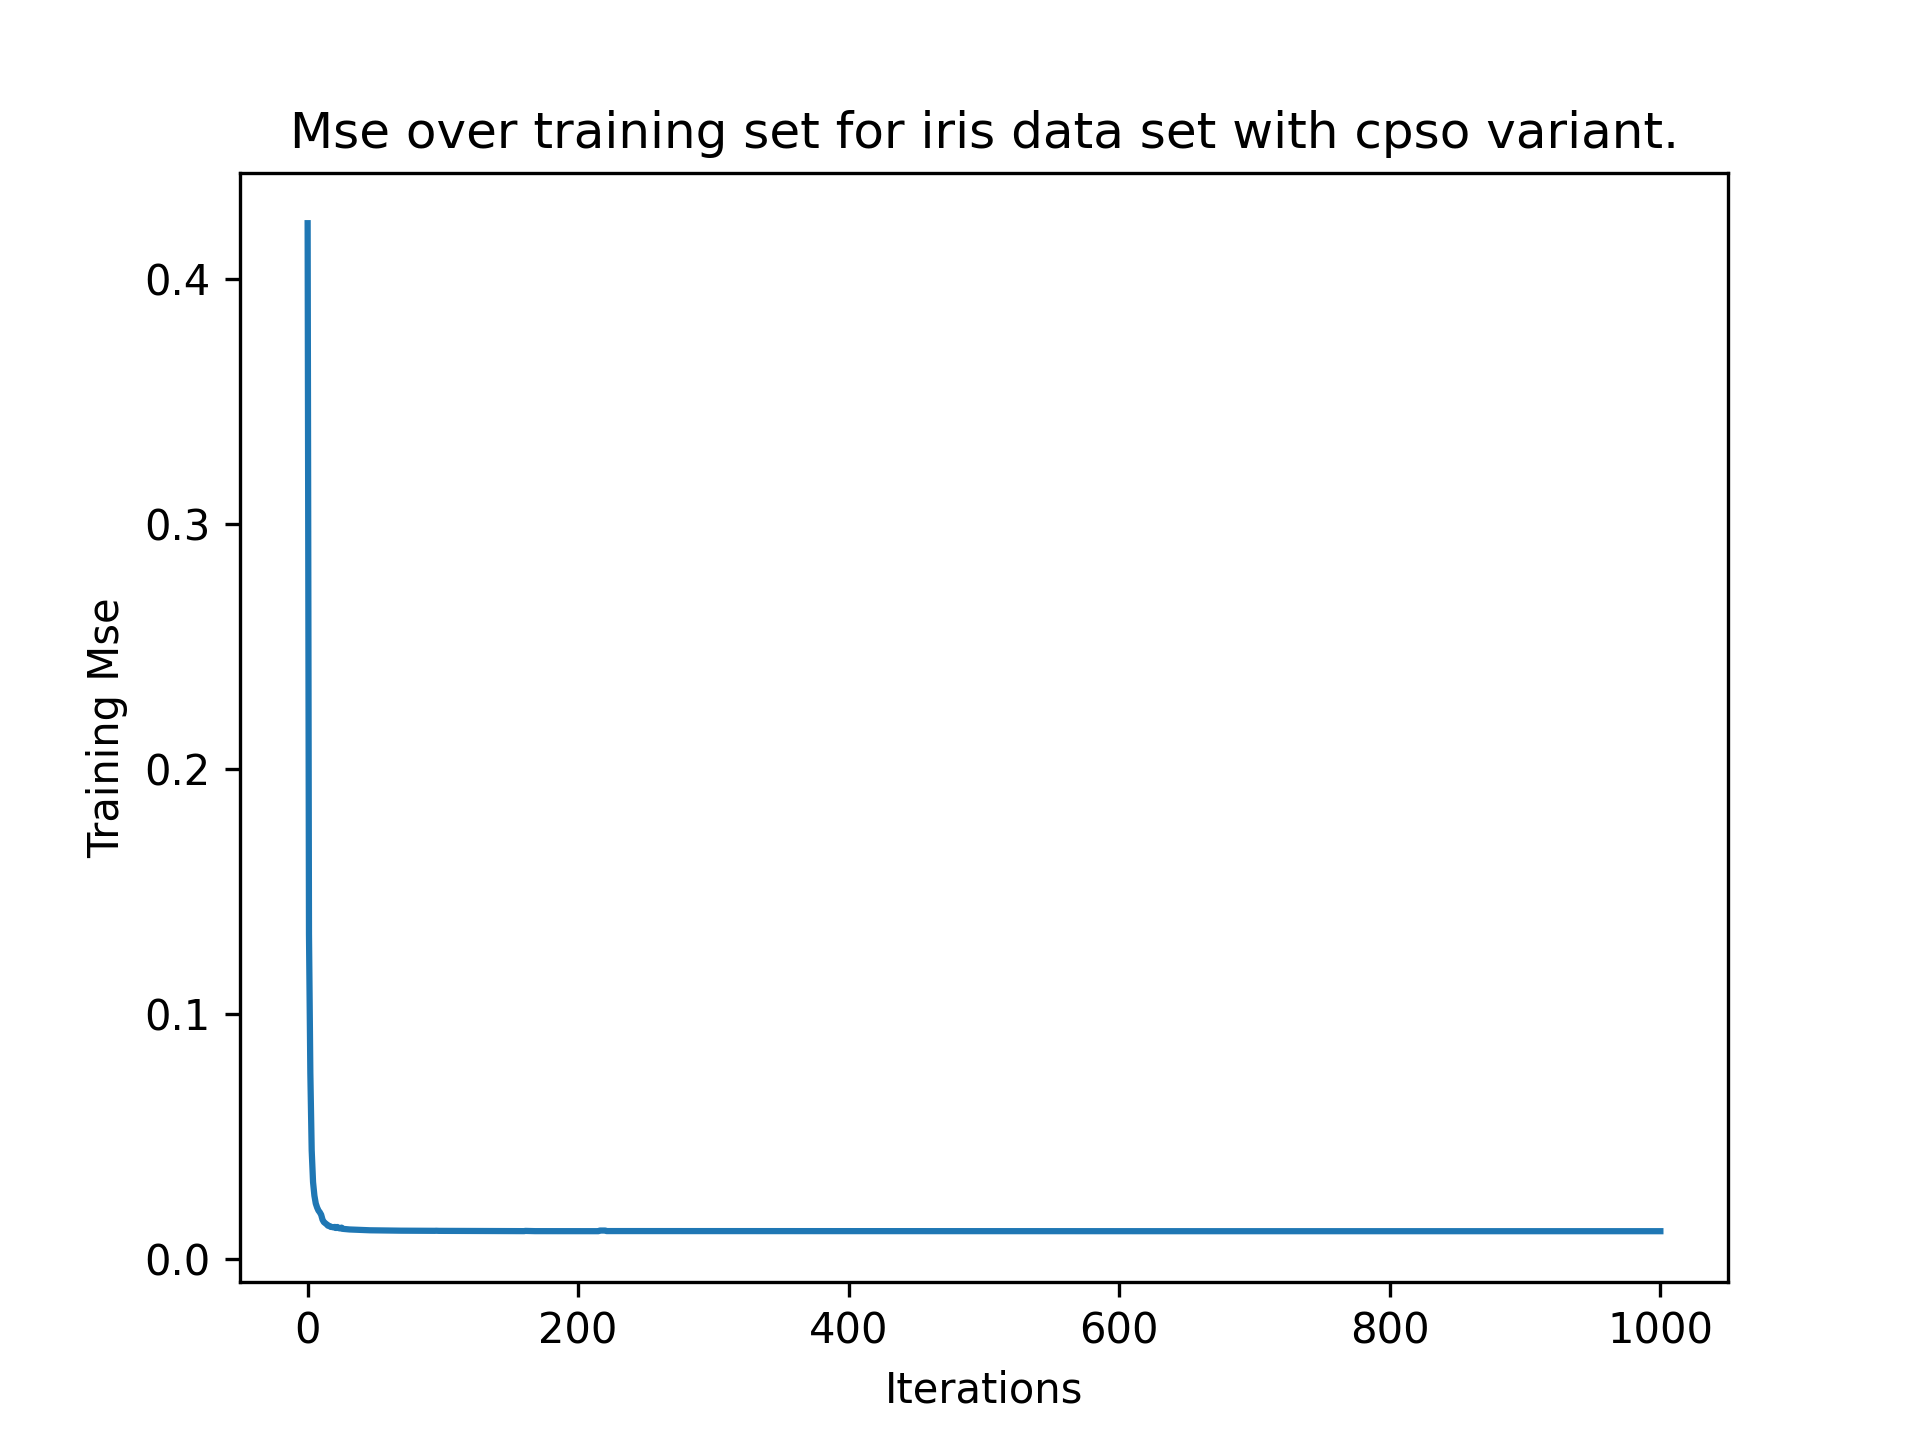 Mse over training set for iris data set with cpso variant.
Training Mse
0.4
0.3
0.2
0.1
0.0
0 200 400 600 800 1000
Iterations